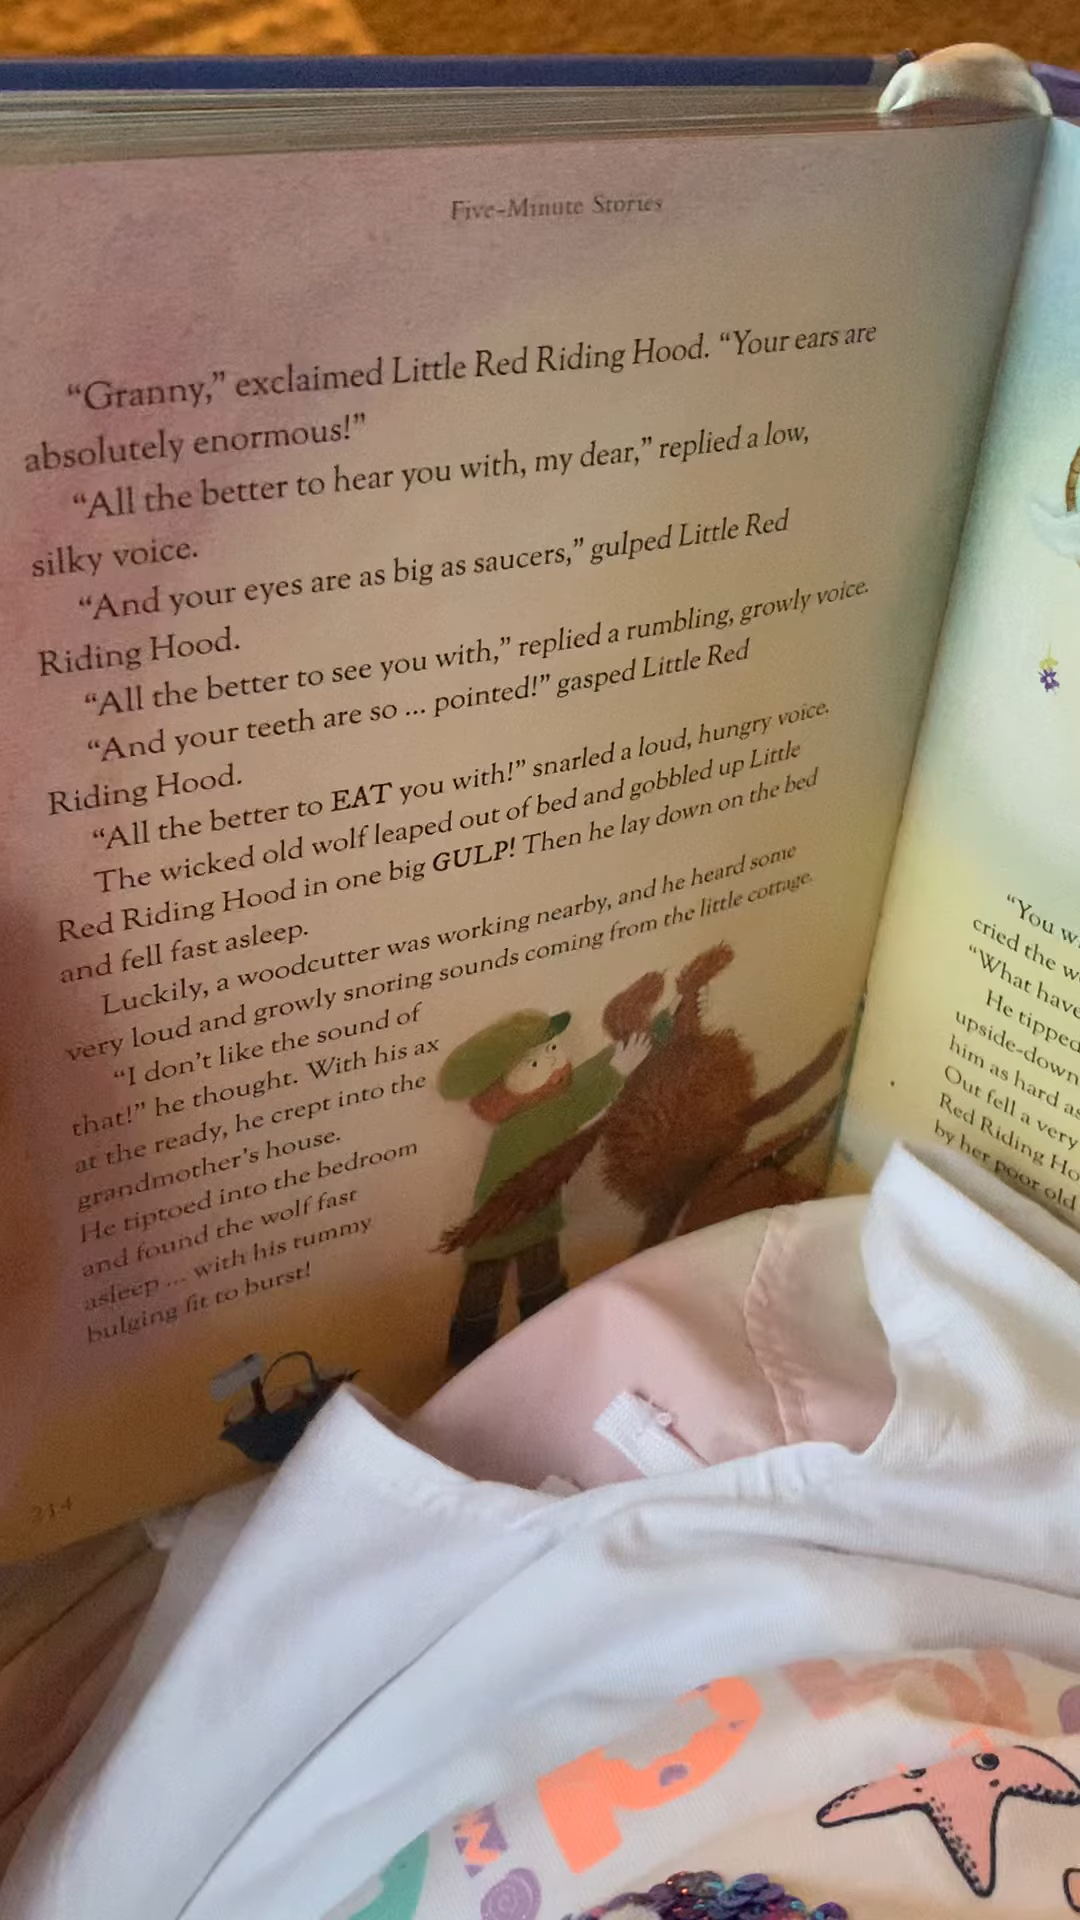 Five-Minute Stories
“Granny,” exclaimed Little Red Riding Hood. “Your ears are
absolutely enormous!”
“All the better to hear you with, my dear,” replied a low,
silky voice.
“And your eyes are as big as saucers,” gulped Little Red
Riding Hood.
“All the better to see you with,” replied a rumbling, growly voice.
“And your teeth are so ... pointed!” gasped Little Red
Riding Hood.
“All the better to EAT you with!” snarled a loud, hungry voice.
The wicked old wolf leaped out of bed and gobbled up Little
Red Riding Hood in one big GULP! Then he lay down on the bed
and fell fast asleep.
Luckily, a woodcutter was working nearby, and he heard some
very loud and growly snoring sounds coming from the little cottage.
“I don’t like the sound of
that!” he thought. With his ax
at the ready, he crept into the
grandmother’s house.
He tiptoed into the bedroom
and found the wolf fast
asleep ... with his tummy
bulging fit to burst!
234
“You
cried the
“What have
He tipped
upside-down
him as hard as
Out fell a very
Red Riding
by her poor old